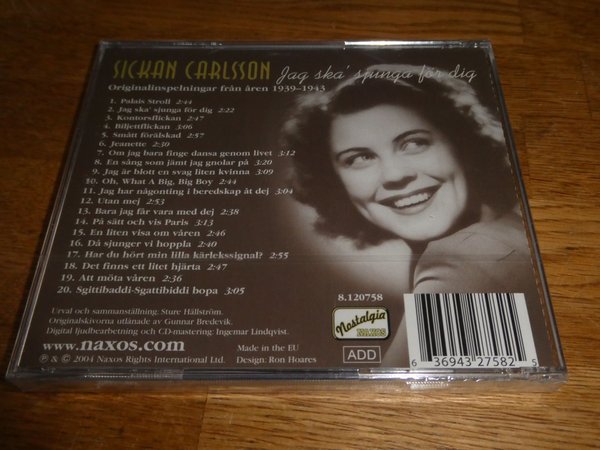 SICKAN CARLSSON Jag ska' sjunga för dig
Originalinspelningar från åren 1939–1943
1. Palais Stroll 2:44
2. Jag ska' sjunga för dig 2:22
3. Kontorsflickan 2:47
4. Biljettflickan 3:06
5. Smått förälskad 2:57
6. Jeanette 2:30
7. Om jag bara finge dansa genom livet 3:12
8. En sång som jämt jag gnolar på 3:20
9. Jag är blott en svag liten kvinna 3:09
10. Oh, What A Big, Big Boy 2:44
11. Jag har någonting i beredskap åt dej 3:04
12. Utan mej 2:53
13. Bara jag får vara med dej 2:38
14. På sätt och vis Paris 3:13
15. En liten visa om våren 2:46
16. Då sjunger vi hoppla 2:40
17. Har du hört min lilla kärlekssignal? 2:55
18. Det finns ett litet hjärta 2:47
19. Att möta våren 2:36
20. Sgittibaddi-Sgattibiddi bopa 3:05
Urval och sammanställning. Sture Hällström.
Originalskivorna utlånade av Gunnar Bredevik.
Digital ljudbearbetning och CD-mastering: Ingemar Lindqvist.
www.naxos.com Made in the EU
℗ & © 2004 Naxos Rights International Ltd. Design: Ron Hoares
8.120758
Nostalgia
NAXOS
ADD
6 36943 27582 5